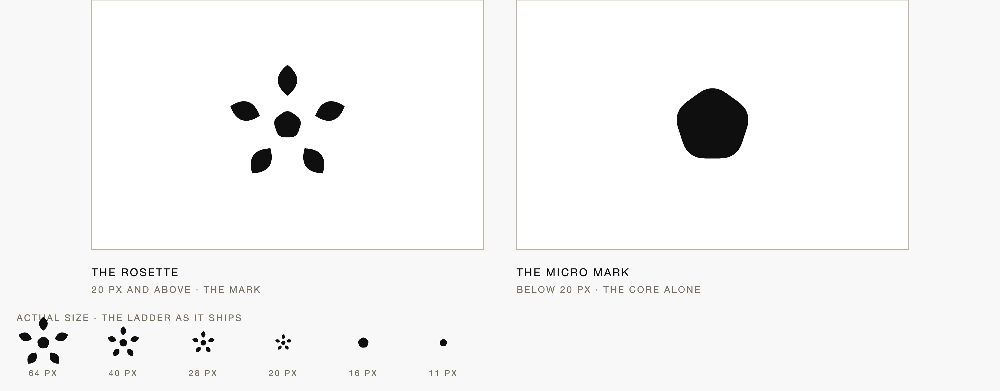 THE ROSETTE
20 PX AND ABOVE · THE MARK
THE MICRO MARK
BELOW 20 PX · THE CORE ALONE
ACTUAL SIZE · THE LADDER AS IT SHIPS
64 PX
40 PX
28 PX
20 PX
16 PX
11 PX